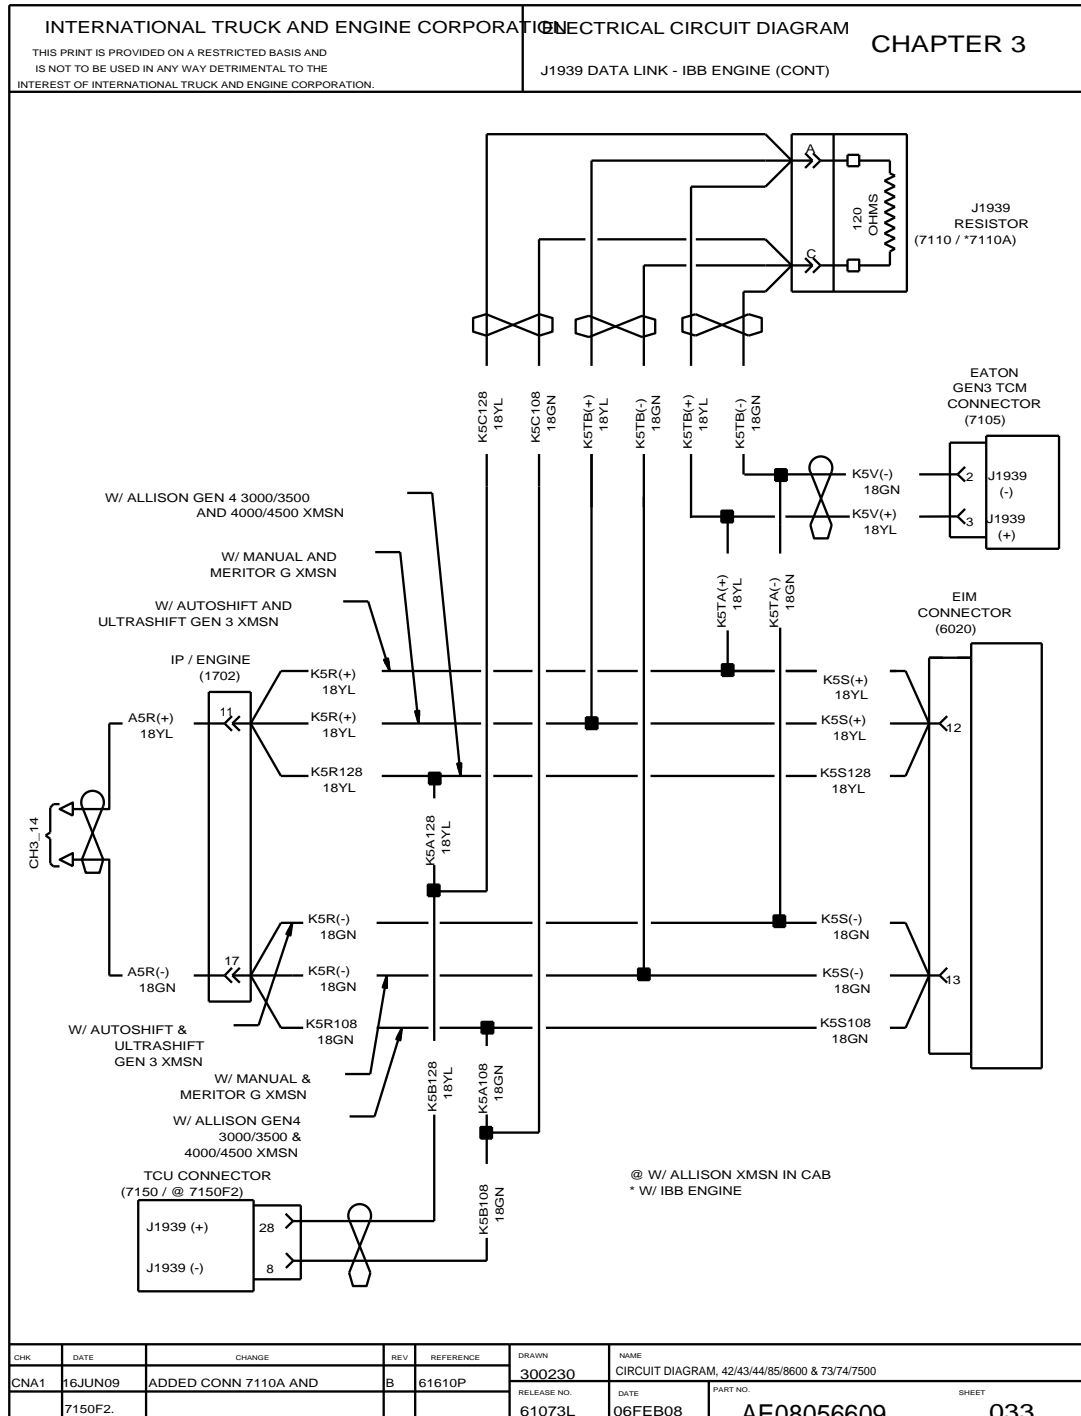 INTERNATIONAL TRUCK AND ENGINE CORPORATION
THIS PRINT IS PROVIDED ON A RESTRICTED BASIS AND
IS NOT TO BE USED IN ANY WAY DETRIMENTAL TO THE
INTEREST OF INTERNATIONAL TRUCK AND ENGINE CORPORATION.
ELECTRICAL CIRCUIT DIAGRAM
J1939 DATA LINK - IBB ENGINE (CONT)
CHAPTER 3
A
C
120
OHMS
J1939
RESISTOR
(7110 / *7110A)
K5C128
18YL
K5C108
18GN
K5TB(+)
18YL
K5TB(-)
18GN
K5TB(+)
18YL
K5TB(-)
18GN
EATON
GEN3 TCM
CONNECTOR
(7105)
K5V(-)
18GN
2
J1939
(-)
K5V(+)
18YL
3
J1939
(+)
W/ ALLISON GEN 4 3000/3500
AND 4000/4500 XMSN
W/ MANUAL AND
MERITOR G XMSN
W/ AUTOSHIFT AND
ULTRASHIFT GEN 3 XMSN
K5TA(+)
18YL
K5TA(-)
18GN
EIM
CONNECTOR
(6020)
IP / ENGINE
(1702)
A5R(+)
18YL
11
K5R(+)
18YL
K5R(+)
18YL
K5R128
18YL
K5S(+)
18YL
K5S(+)
18YL
K5S128
18YL
12
CH3_14
K5A128
18YL
A5R(-)
18GN
17
K5R(-)
18GN
K5R(-)
18GN
K5R108
18GN
K5S(-)
18GN
K5S(-)
18GN
K5S108
18GN
13
W/ AUTOSHIFT &
ULTRASHIFT
GEN 3 XMSN
W/ MANUAL &
MERITOR G XMSN
W/ ALLISON GEN4
3000/3500 &
4000/4500 XMSN
K5B128
18YL
K5A108
18GN
K5B108
18GN
TCU CONNECTOR
(7150 / @ 7150F2)
J1939 (+)
28
J1939 (-)
8
@ W/ ALLISON XMSN IN CAB
* W/ IBB ENGINE
CHK DATE CHANGE REV REFERENCE
CNA1 16JUN09 ADDED CONN 7110A AND B 61610P
7150F2.
DRAWN
300230
NAME
CIRCUIT DIAGRAM, 42/43/44/85/8600 & 73/74/7500
RELEASE NO.
61073L
DATE
06FEB08
PART NO.
AE08056609
SHEET
033